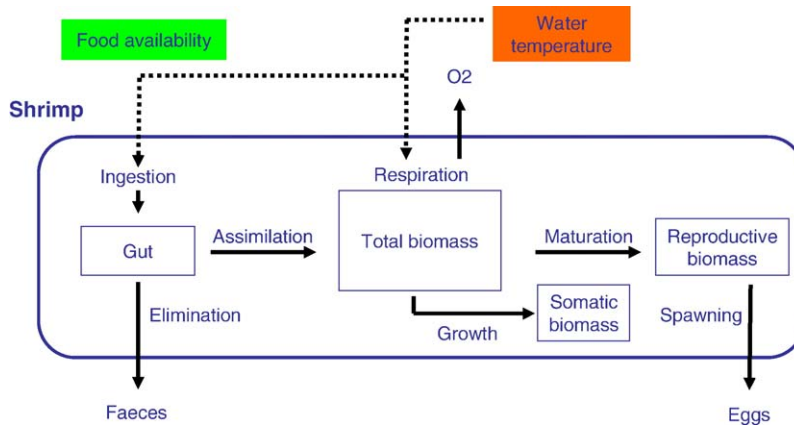 Food availability
Water
temperature
O2
Shrimp
Ingestion
Respiration
Gut
Assimilation
Total biomass
Maturation
Reproductive
biomass
Elimination
Growth
Somatic
biomass
Spawning
Faeces
Eggs